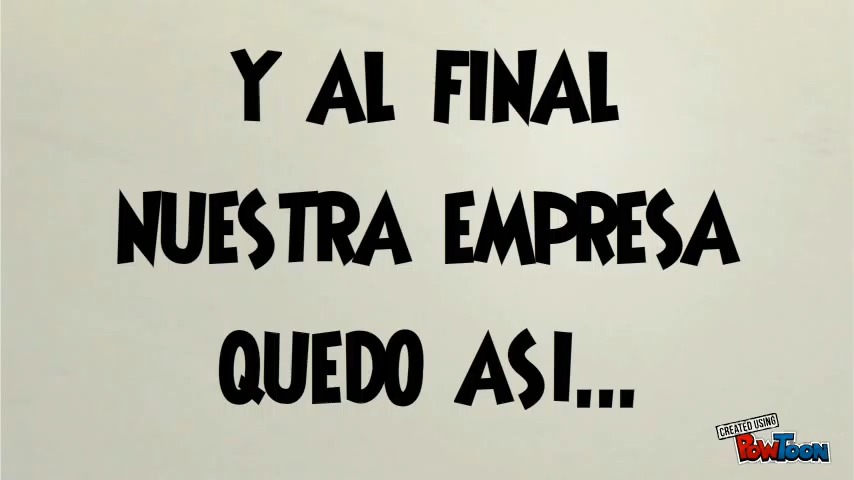 Y AL FINAL
NUESTRA EMPRESA
QUEDO ASI...
CREATED USING
POWTOON